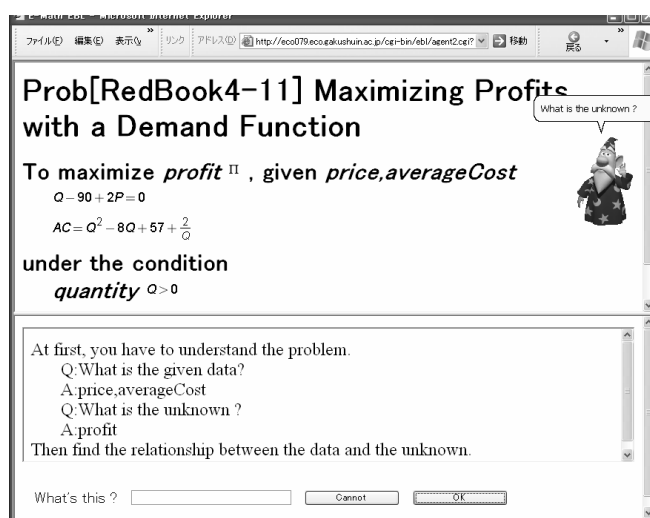 E-Math EBL - Microsoft Internet Explorer
ファイル(F) 編集(E) 表示(V » リンク アドレス(D) http://eco079.eco.gakushuin.ac.jp/cgi-bin/ebl/agent2.cgi? 移動 戻る »
Prob[RedBook4-11] Maximizing Profits
with a Demand Function
What is the unknown ?
To maximize profit Π , given price,averageCost
Q-90+2P=0
AC=Q²-8Q+57+2/Q
under the condition
quantity Q>0
At first, you have to understand the problem.
Q:What is the given data?
A:price,averageCost
Q:What is the unknown ?
A:profit
Then find the relationship between the data and the unknown.
What's this ? Cannot OK